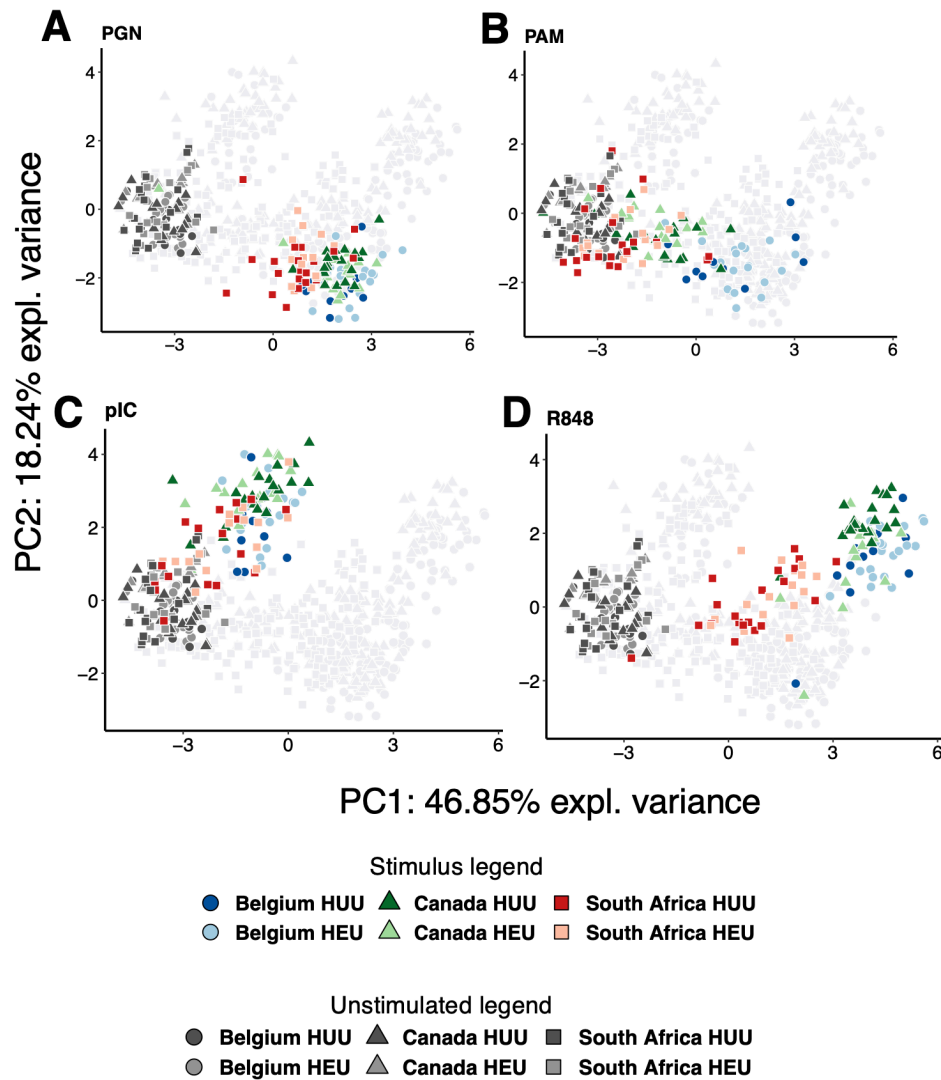 A PGN
B PAM
4
2
0
−2
−3 0 3 6
4
2
0
−2
−3 0 3 6
C pIC
D R848
4
2
0
−2
−3 0 3 6
4
2
0
−2
−3 0 3 6
PC2: 18.24% expl. variance
PC1: 46.85% expl. variance
Stimulus legend
Belgium HUU Canada HUU South Africa HUU
Belgium HEU Canada HEU South Africa HEU
Unstimulated legend
Belgium HUU Canada HUU South Africa HUU
Belgium HEU Canada HEU South Africa HEU